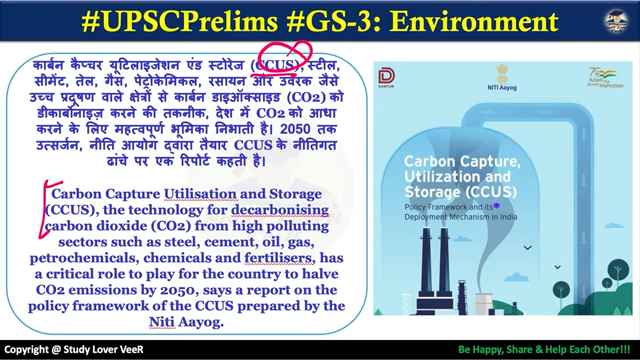 #UPSCPrelims #GS-3: Environment
कार्बन कैप्चर यूटिलाइजेशन एंड स्टोरेज (CCUS), स्टील,
सीमेंट, तेल, गैस, पेट्रोकेमिकल, रसायन और उर्वरक जैसे
उच्च प्रदूषण वाले क्षेत्रों से कार्बन डाइऑक्साइड (CO2) को
डीकार्बोनाइज़ करने की तकनीक, देश में CO2 को आधा
करने के लिए महत्वपूर्ण भूमिका निभाती है। 2050 तक
उत्सर्जन, नीति आयोग द्वारा तैयार CCUS के नीतिगत
ढांचे पर एक रिपोर्ट कहती है।
Carbon Capture Utilisation and Storage
(CCUS), the technology for decarbonising
carbon dioxide (CO2) from high polluting
sectors such as steel, cement, oil, gas,
petrochemicals, chemicals and fertilisers, has
a critical role to play for the country to halve
CO2 emissions by 2050, says a report on the
policy framework of the CCUS prepared by the
Niti Aayog.
DASTUR
NITI Aayog
Azadi Ka
Amrit Mahotsav
Carbon Capture,
Utilization and
Storage (CCUS)
Policy Framework and its
Deployment Mechanism in India
Copyright @ Study Lover VeeR
Be Happy, Share & Help Each Other!!!